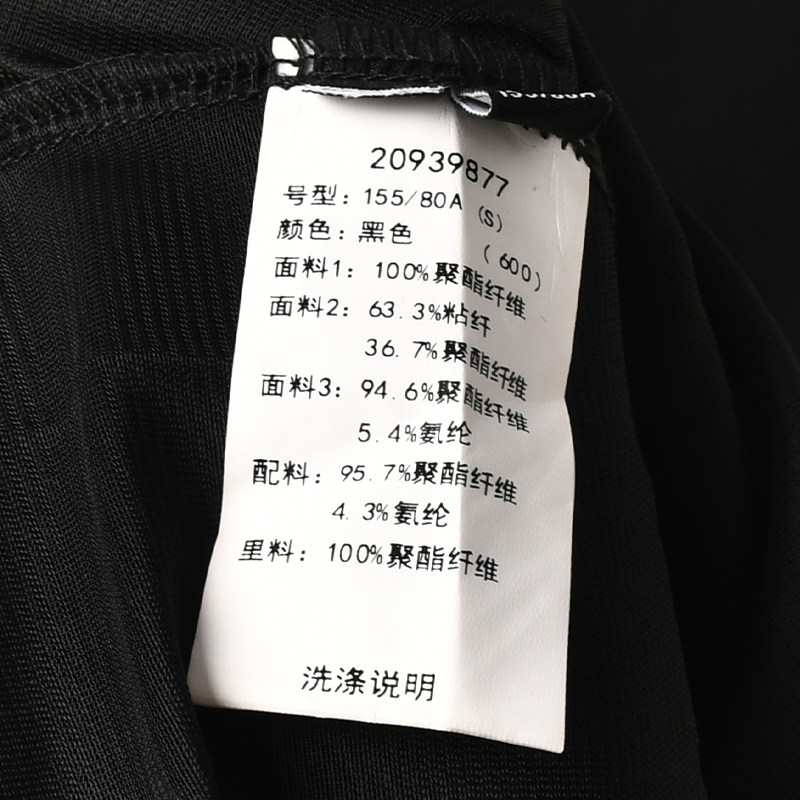 20939877
号型：155/80A (S)
颜色：黑色 (600)
面料1：100%聚酯纤维
面料2：63.3%粘纤
36.7%聚酯纤维
面料3：94.6%聚酯纤维
5.4%氨纶
配料：95.7%聚酯纤维
4.3%氨纶
里料：100%聚酯纤维
洗涤说明